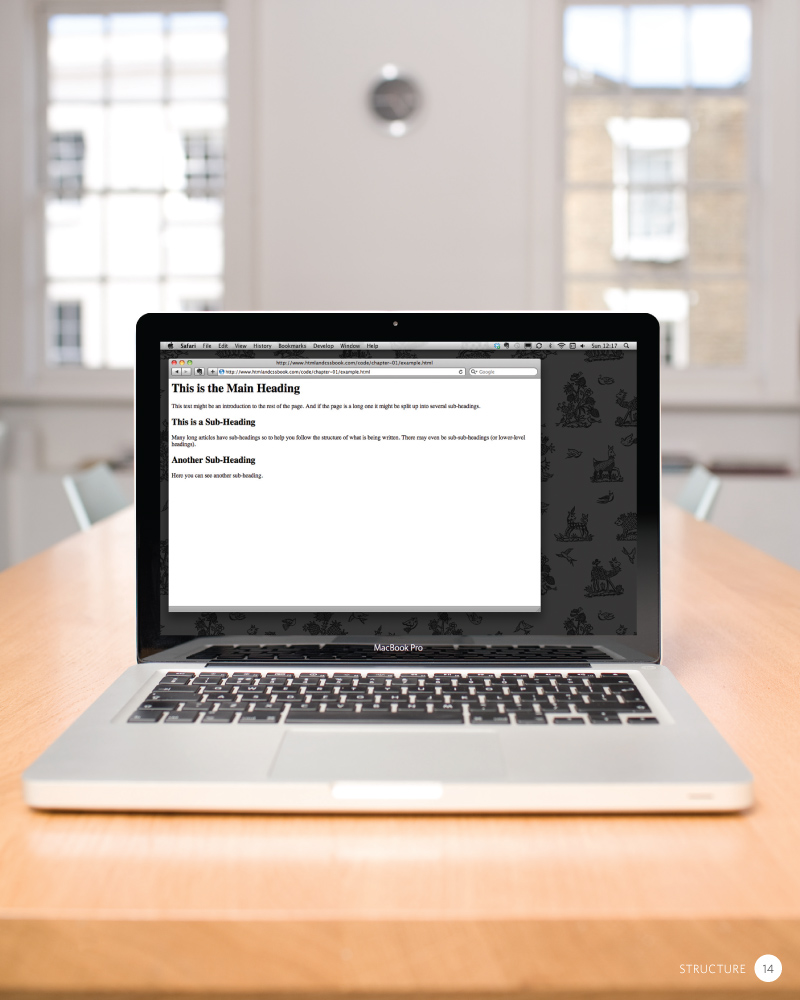 Safari File Edit View History Bookmarks Develop Window Help Sun 12:17
http://www.htmlandcssbook.com/code/chapter-01/example.html
http://www.htmlandcssbook.com/code/chapter-01/example.html Google
This is the Main Heading
This text might be an introduction to the rest of the page. And if the page is a long one it might be split up into several sub-headings.
This is a Sub-Heading
Many long articles have sub-headings so to help you follow the structure of what is being written. There may even be sub-sub-headings (or lower-level
headings).
Another Sub-Heading
Here you can see another sub-heading.
MacBook Pro
STRUCTURE 14